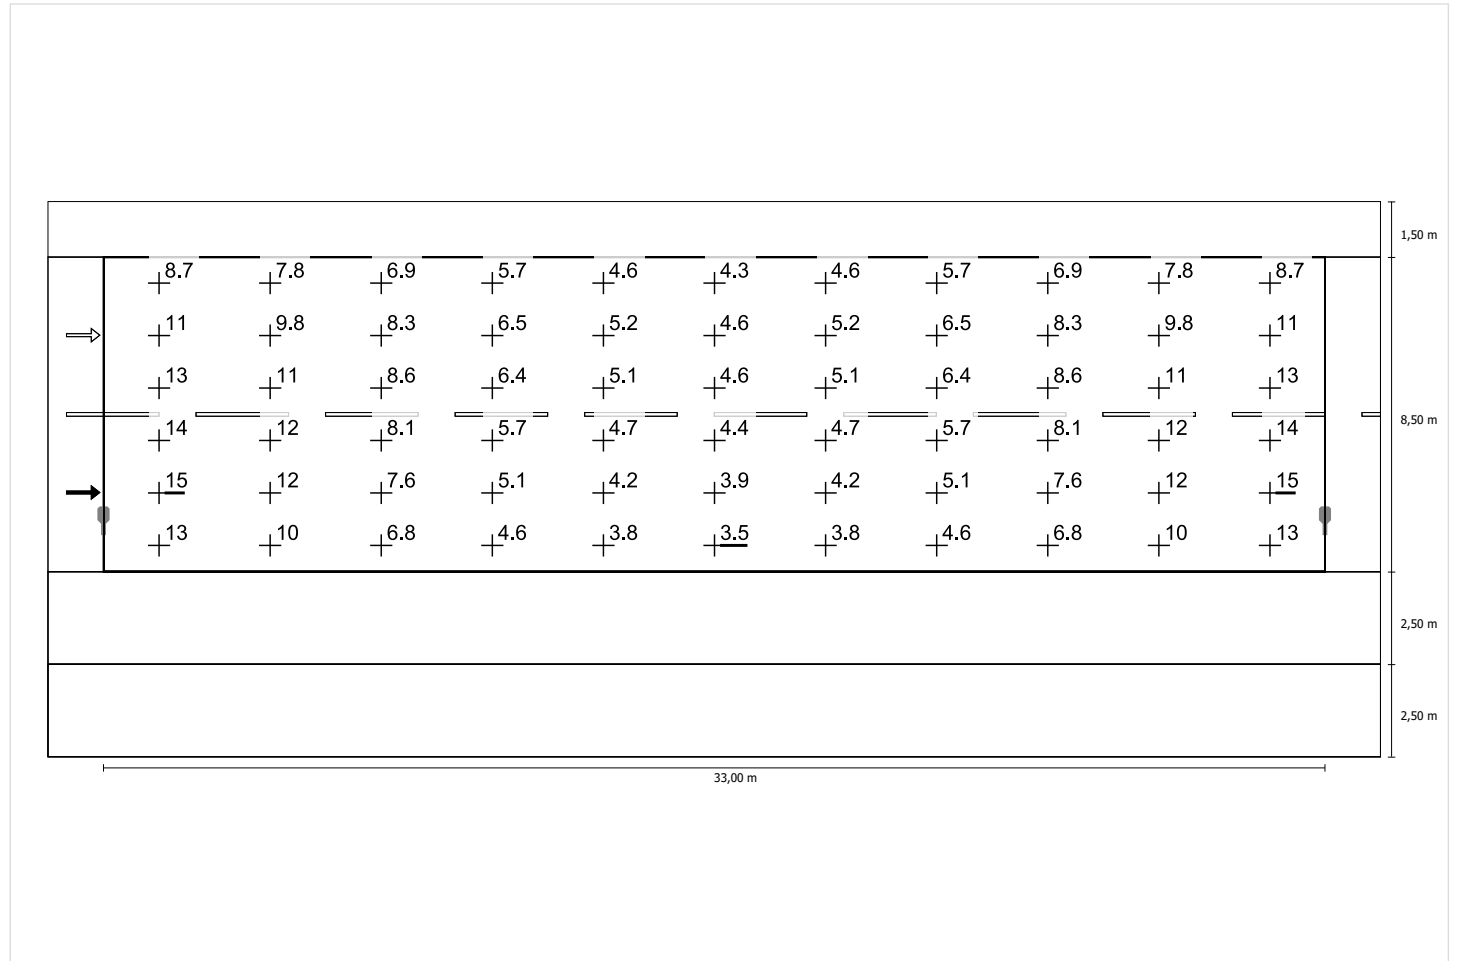 1,50 m
8.7 7.8 6.9 5.7 4.6 4.3 4.6 5.7 6.9 7.8 8.7
11 9.8 8.3 6.5 5.2 4.6 5.2 6.5 8.3 9.8 11
13 11 8.6 6.4 5.1 4.6 5.1 6.4 8.6 11 13
8,50 m
14 12 8.1 5.7 4.7 4.4 4.7 5.7 8.1 12 14
15 12 7.6 5.1 4.2 3.9 4.2 5.1 7.6 12 15
13 10 6.8 4.6 3.8 3.5 3.8 4.6 6.8 10 13
2,50 m
2,50 m
33,00 m